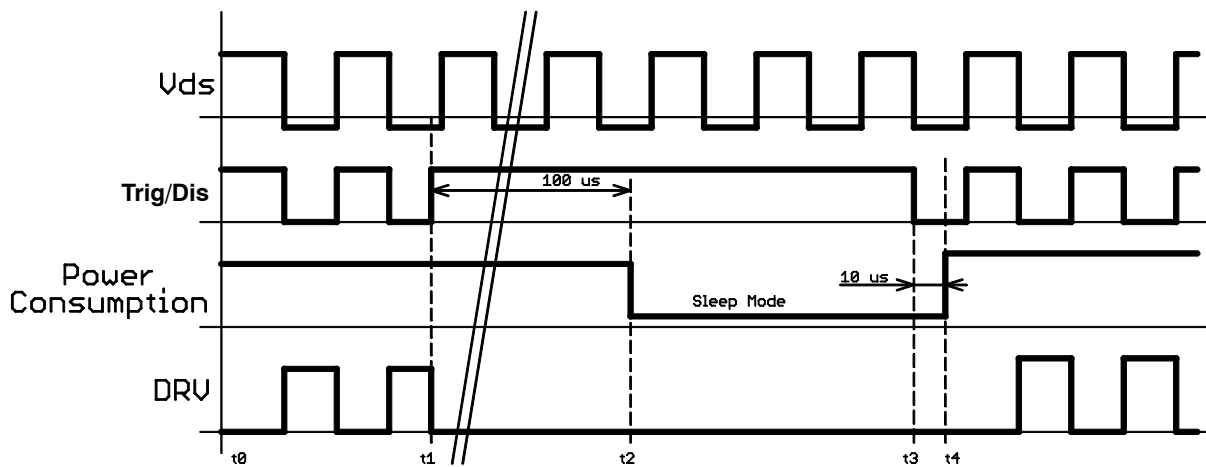 Vds
Trig/Dis
100 us
Power
Consumption
10 us
Sleep Mode
DRV
t0
t1
t2
t3
t4